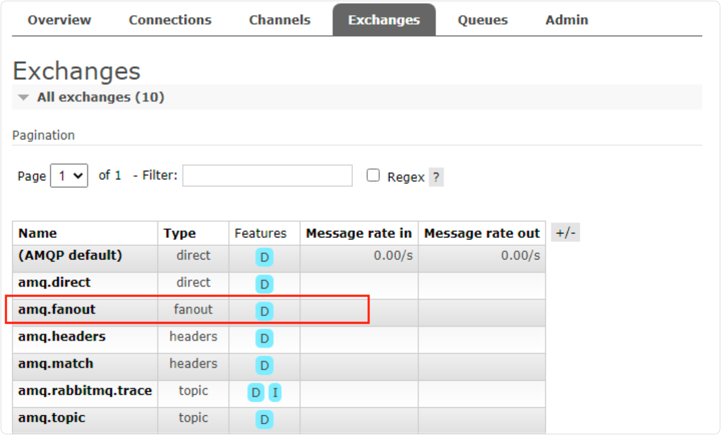 Overview Connections Channels Exchanges Queues Admin
Exchanges
All exchanges (10)
Pagination
Page 1 of 1 - Filter: Regex ?
Name Type Features Message rate in Message rate out +/-
(AMQP default) direct D 0.00/s 0.00/s
amq.direct direct D
amq.fanout fanout D
amq.headers headers D
amq.match headers D
amq.rabbitmq.trace topic D I
amq.topic topic D